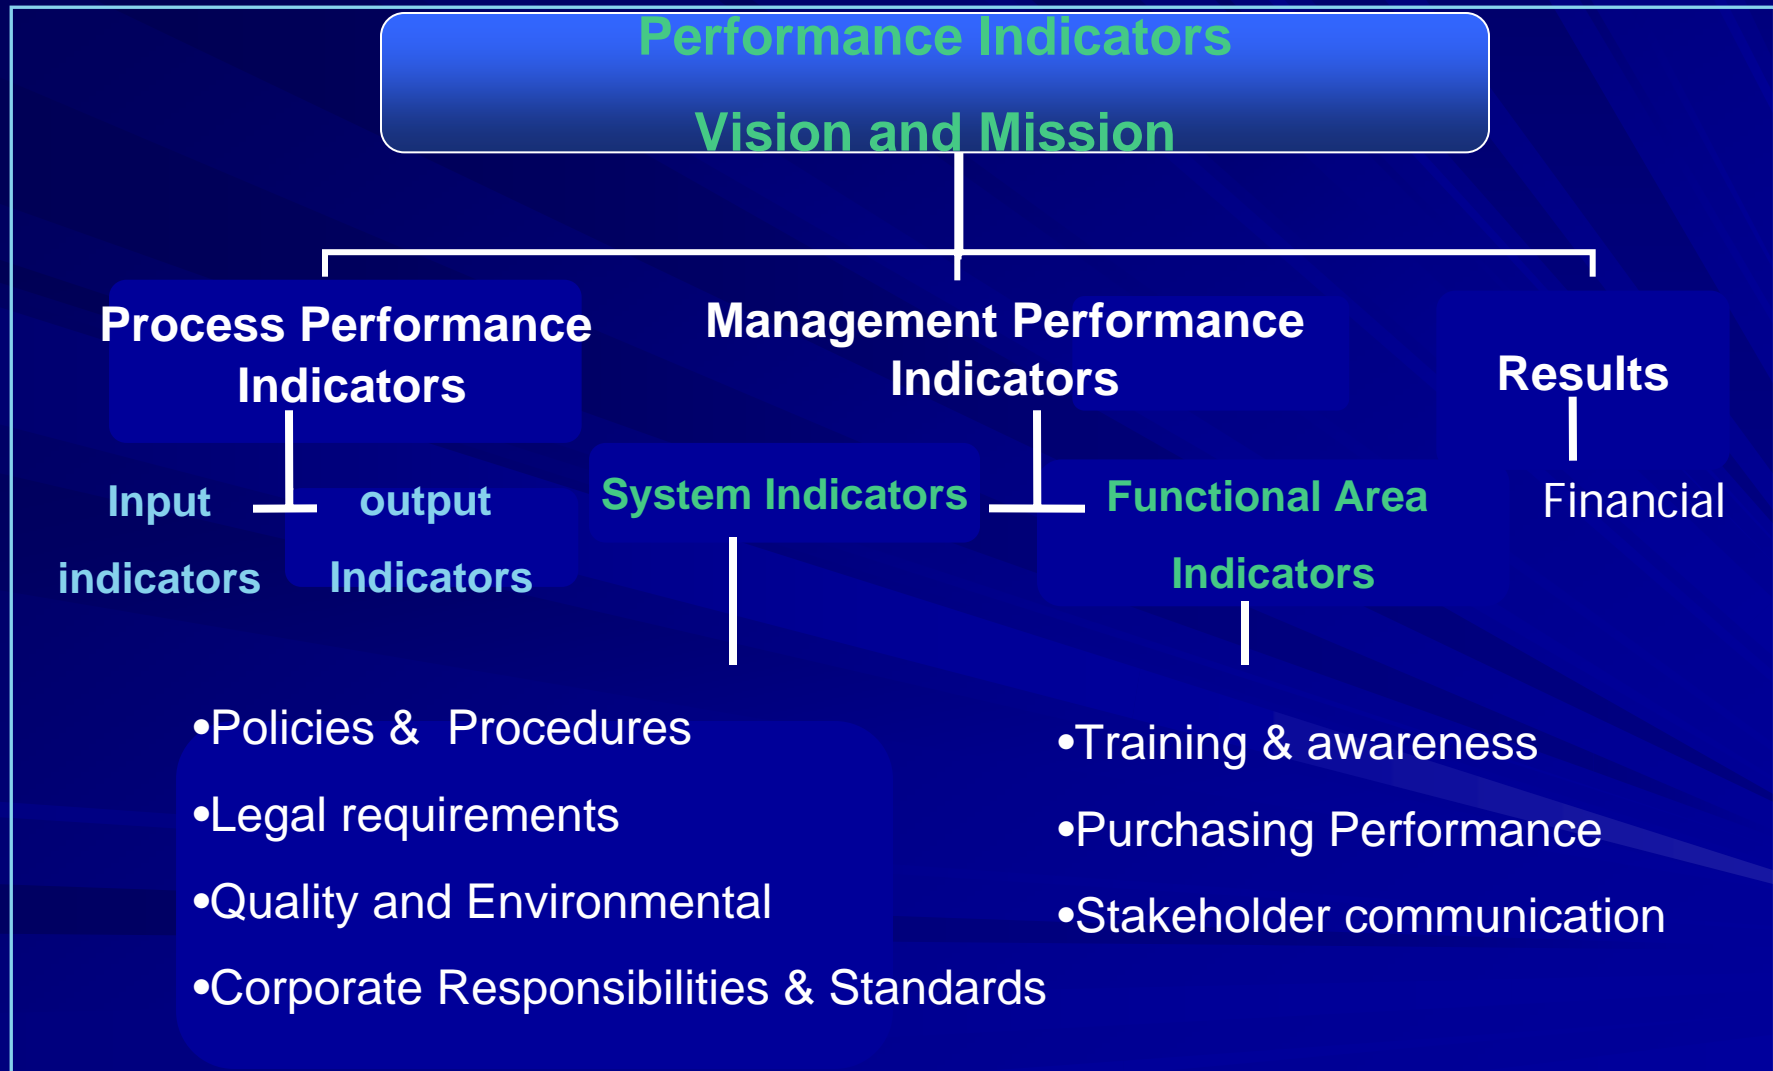 Performance Indicators
Vision and Mission
Process Performance
Indicators
Management Performance
Indicators
Results
Input
indicators
output
Indicators
System Indicators
Functional Area
Indicators
Financial
•Policies &  Procedures
•Legal requirements
•Quality and Environmental
•Corporate Responsibilities & Standards
•Training & awareness
•Purchasing Performance
•Stakeholder communication